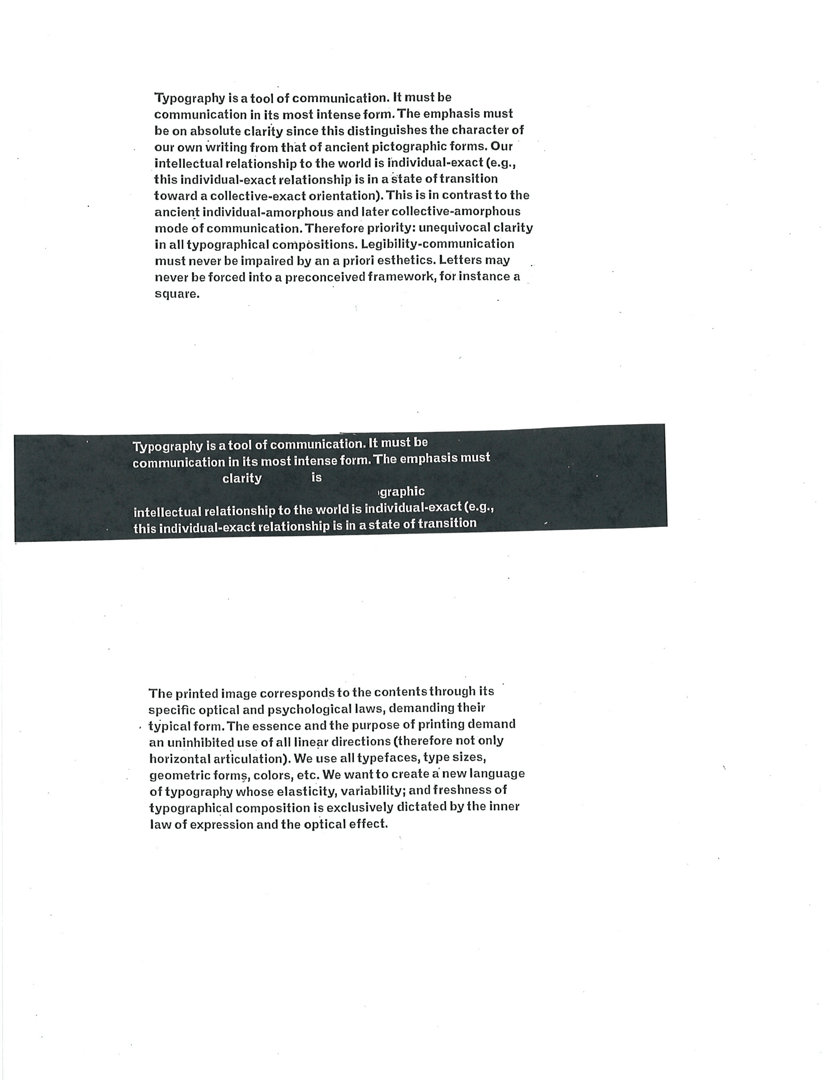 Typography is a tool of communication. It must be
communication in its most intense form. The emphasis must
be on absolute clarity since this distinguishes the character of
our own writing from that of ancient pictographic forms. Our
intellectual relationship to the world is individual-exact (e.g.,
this individual-exact relationship is in a state of transition
toward a collective-exact orientation). This is in contrast to the
ancient individual-amorphous and later collective-amorphous
mode of communication. Therefore priority: unequivocal clarity
in all typographical compositions. Legibility-communication
must never be impaired by an a priori esthetics. Letters may
never be forced into a preconceived framework, for instance a
square.
Typography is a tool of communication. It must be
communication in its most intense form. The emphasis must
clarity is
graphic
intellectual relationship to the world is individual-exact (e.g.,
this individual-exact relationship is in a state of transition
The printed image corresponds to the contents through its
specific optical and psychological laws, demanding their
typical form. The essence and the purpose of printing demand
an uninhibited use of all linear directions (therefore not only
horizontal articulation). We use all typefaces, type sizes,
geometric forms, colors, etc. We want to create a new language
of typography whose elasticity, variability; and freshness of
typographical composition is exclusively dictated by the inner
law of expression and the optical effect.